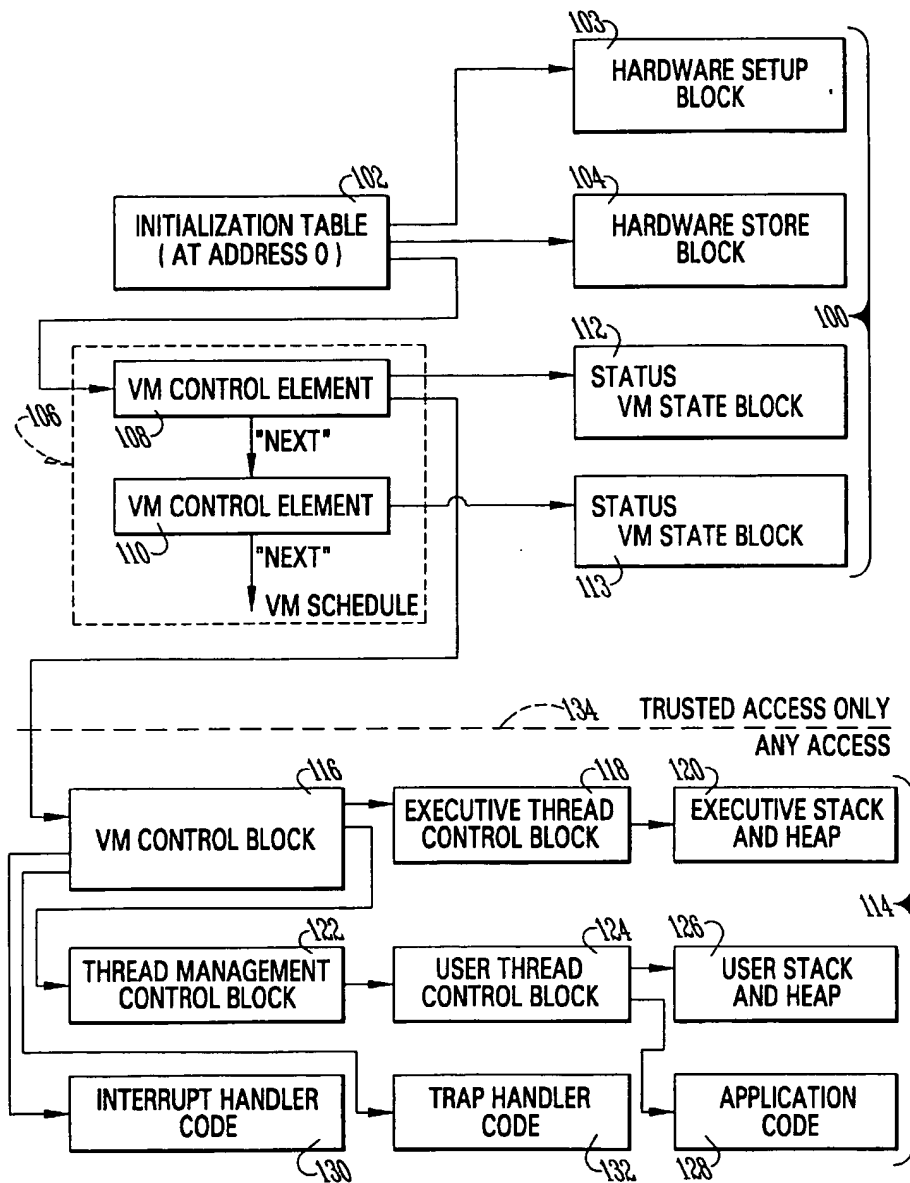 103
HARDWARE SETUP
BLOCK
102
INITIALIZATION TABLE
( AT ADDRESS 0 )
104
HARDWARE STORE
BLOCK
100
106
VM CONTROL ELEMENT
108
"NEXT"
VM CONTROL ELEMENT
110
"NEXT"
VM SCHEDULE
112
STATUS
VM STATE BLOCK
STATUS
VM STATE BLOCK
113
134
TRUSTED ACCESS ONLY
ANY ACCESS
116
VM CONTROL BLOCK
118
EXECUTIVE THREAD
CONTROL BLOCK
120
EXECUTIVE STACK
AND HEAP
114
122
THREAD MANAGEMENT
CONTROL BLOCK
124
USER THREAD
CONTROL BLOCK
126
USER STACK
AND HEAP
INTERRUPT HANDLER
CODE
130
TRAP HANDLER
CODE
132
APPLICATION
CODE
128